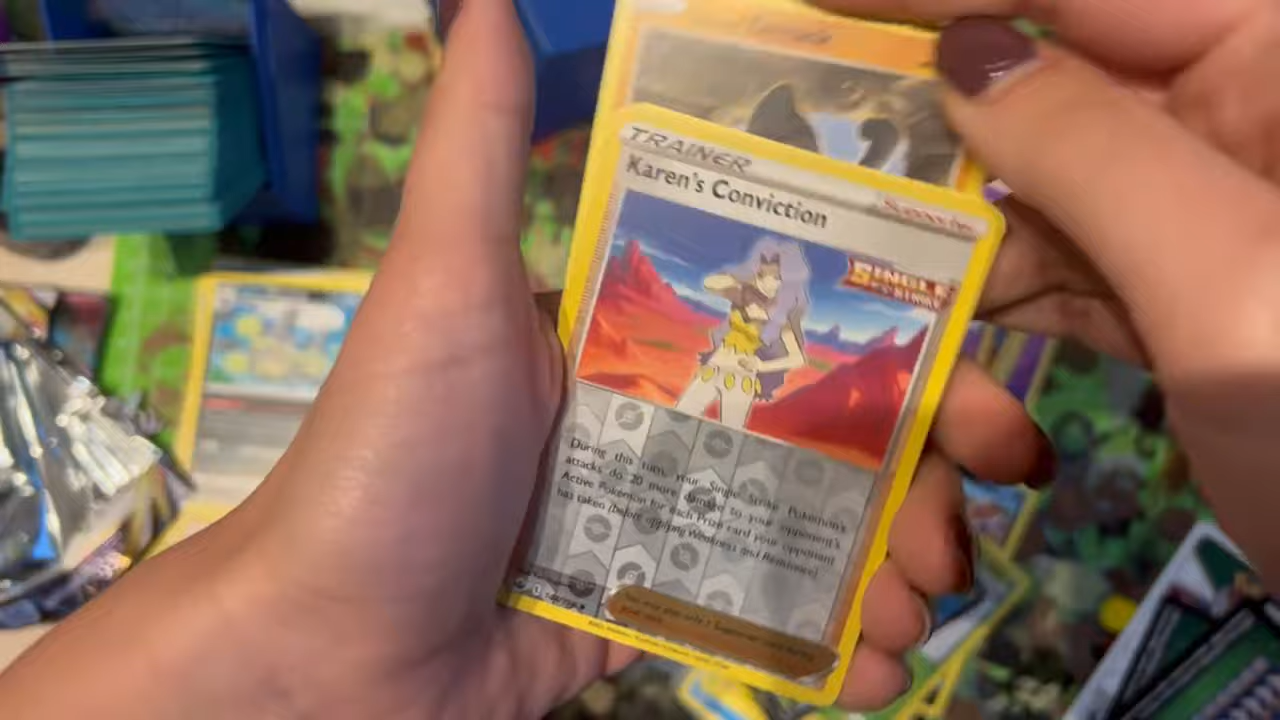 TRAINER
Karen's Conviction
Supporter
SINGLE
STRIKE
During this turn, your Single Strike Pokémon's
attacks do 20 more damage to your opponent's
Active Pokémon for each Prize card your opponent
has taken (before applying Weakness and Resistance).